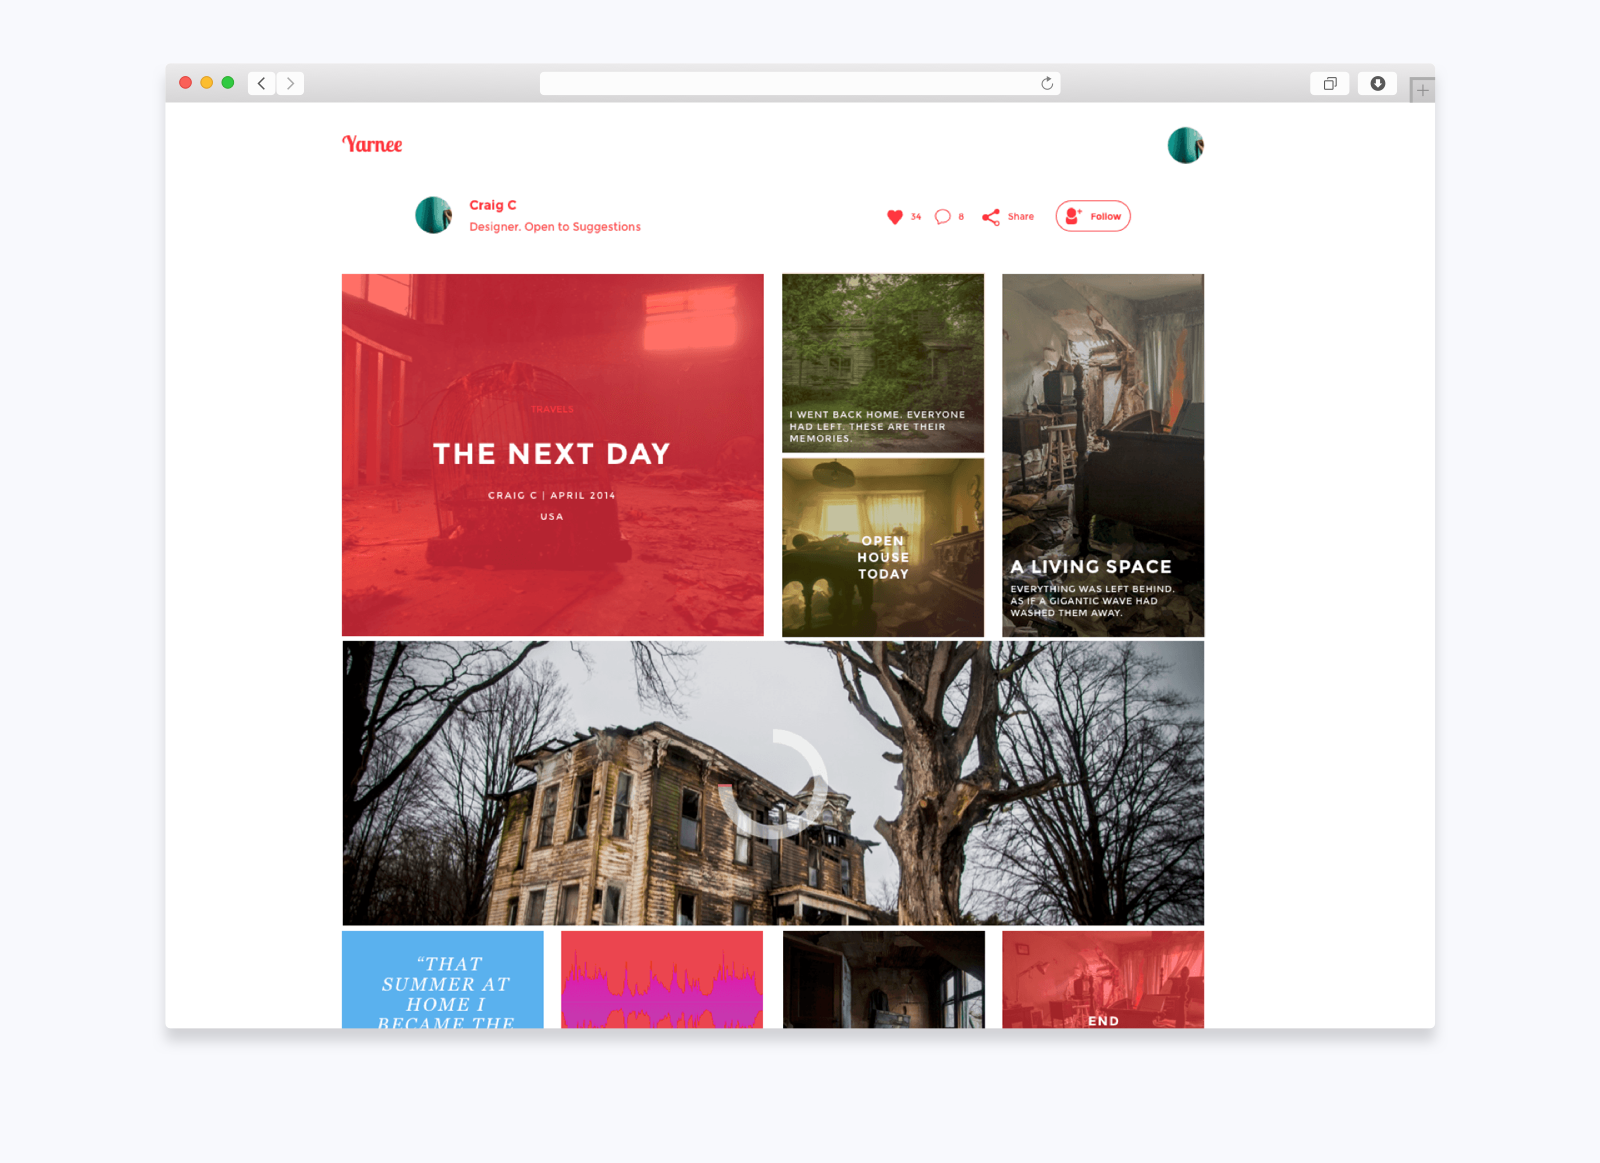 Yarnee
Craig C
Designer. Open to Suggestions
34
8
Share
Follow
TRAVELS
THE NEXT DAY
CRAIG C | APRIL 2014
USA
I WENT BACK HOME. EVERYONE
HAD LEFT. THESE ARE THEIR
MEMORIES.
OPEN
HOUSE
TODAY
A LIVING SPACE
EVERYTHING WAS LEFT BEHIND.
AS IF A GIGANTIC WAVE HAD
WASHED THEM AWAY.
“THAT
SUMMER AT
HOME I
BECAME THE
END